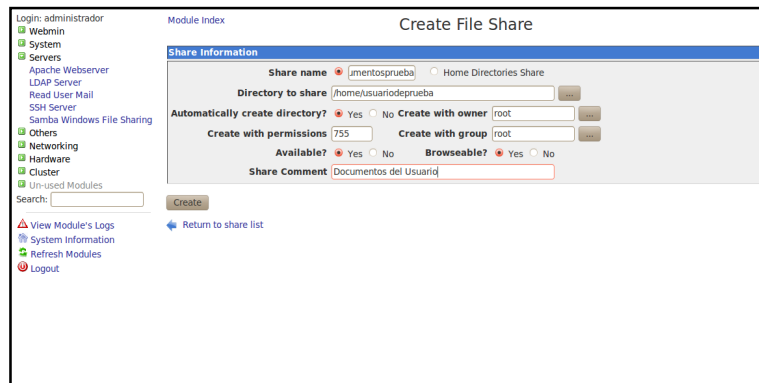 Login: administrador
Webmin
System
Servers
Apache Webserver
LDAP Server
Read User Mail
SSH Server
Samba Windows File Sharing
Others
Networking
Hardware
Cluster
Un-used Modules
Search:
View Module's Logs
System Information
Refresh Modules
Logout
Module Index
Create File Share
Share Information
Share name umentosprueba Home Directories Share
Directory to share /home/usuariodeprueba ...
Automatically create directory? Yes No Create with owner root ...
Create with permissions 755 Create with group root ...
Available? Yes No Browseable? Yes No
Share Comment Documentos del Usuario
Create
Return to share list